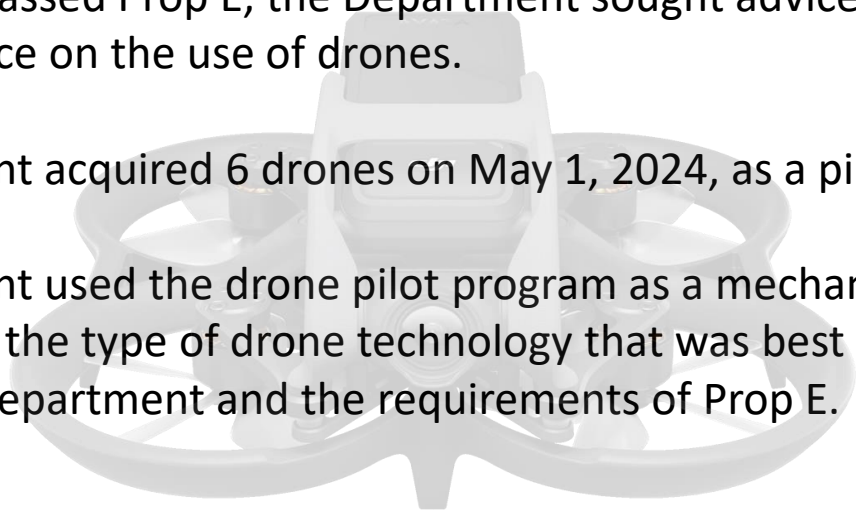 assed Prop E, the Department sought advice
ce on the use of drones.
nt acquired 6 drones on May 1, 2024, as a pi
nt used the drone pilot program as a mechan
the type of drone technology that was best
epartment and the requirements of Prop E.